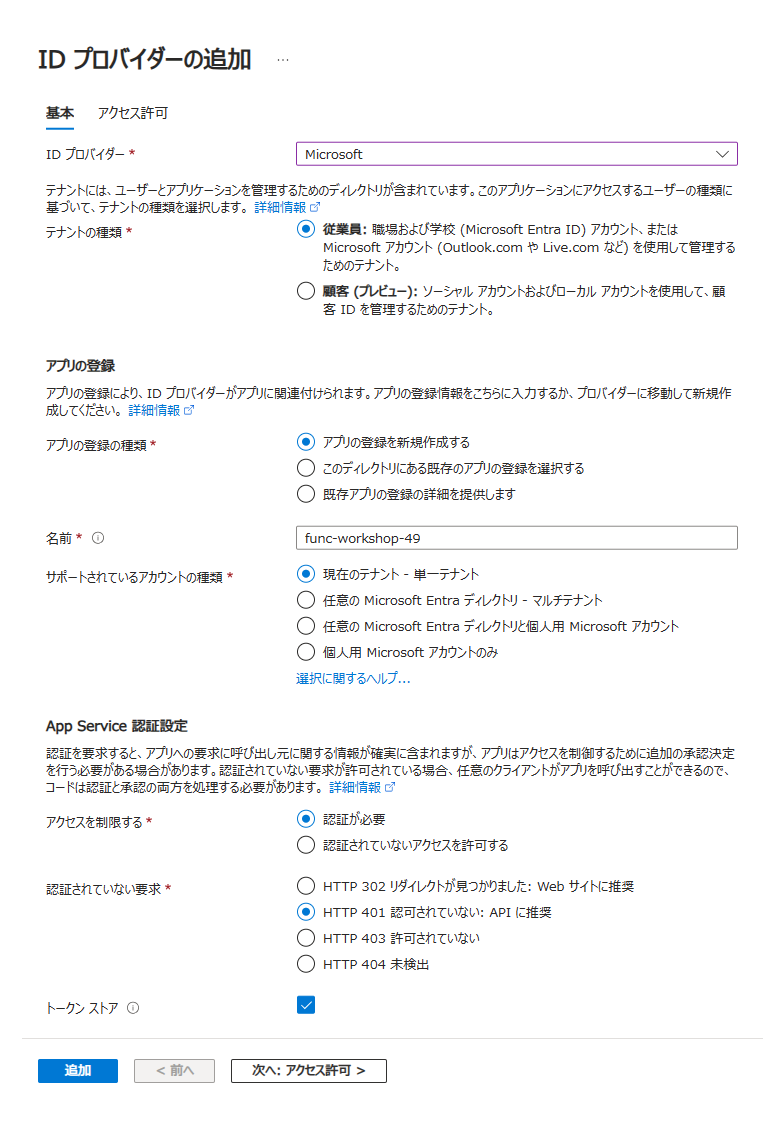 ID プロバイダーの追加 …
基本 アクセス許可
ID プロバイダー * Microsoft
テナントには、ユーザーとアプリケーションを管理するためのディレクトリが含まれています。このアプリケーションにアクセスするユーザーの種類に
基づいて、テナントの種類を選択します。 詳細情報
テナントの種類 * 従業員: 職場および学校 (Microsoft Entra ID) アカウント、または
Microsoft アカウント (Outlook.com や Live.com など) を使用して管理する
ためのテナント。
顧客 (プレビュー): ソーシャル アカウントおよびローカル アカウントを使用して、顧
客 ID を管理するためのテナント。
アプリの登録
アプリの登録により、ID プロバイダーがアプリに関連付けられます。アプリの登録情報をこちらに入力するか、プロバイダーに移動して新規作
成してください。 詳細情報
アプリの登録の種類 * アプリの登録を新規作成する
このディレクトリにある既存のアプリの登録を選択する
既存アプリの登録の詳細を提供します
名前 * func-workshop-49
サポートされているアカウントの種類 * 現在のテナント - 単一テナント
任意の Microsoft Entra ディレクトリ - マルチテナント
任意の Microsoft Entra ディレクトリと個人用 Microsoft アカウント
個人用 Microsoft アカウントのみ
選択に関するヘルプ...
App Service 認証設定
認証を要求すると、アプリへの要求に呼び出し元に関する情報が確実に含まれますが、アプリはアクセスを制御するために追加の承認決定
を行う必要がある場合があります。認証されていない要求が許可されている場合、任意のクライアントがアプリを呼び出すことができるので、
コードは認証と承認の両方を処理する必要があります。 詳細情報
アクセスを制限する * 認証が必要
認証されていないアクセスを許可する
認証されていない要求 * HTTP 302 リダイレクトが見つかりました: Web サイトに推奨
HTTP 401 認可されていない: API に推奨
HTTP 403 許可されていない
HTTP 404 未検出
トークン ストア
追加 < 前へ 次へ: アクセス許可 >